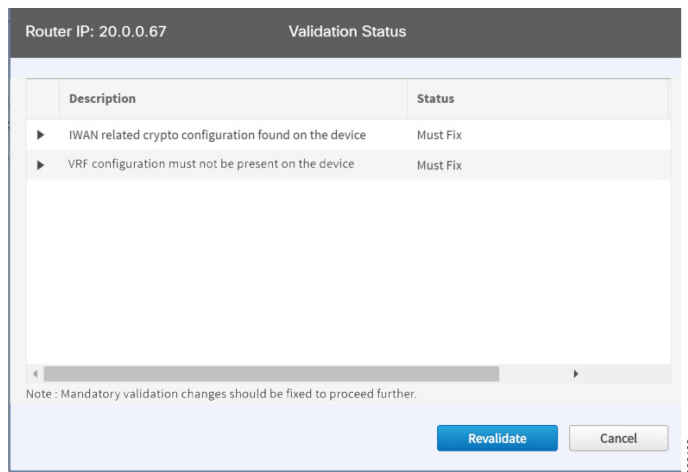 Router IP: 20.0.0.67 Validation Status
Description Status
IWAN related crypto configuration found on the device Must Fix
VRF configuration must not be present on the device Must Fix
Note : Mandatory validation changes should be fixed to proceed further.
Revalidate Cancel